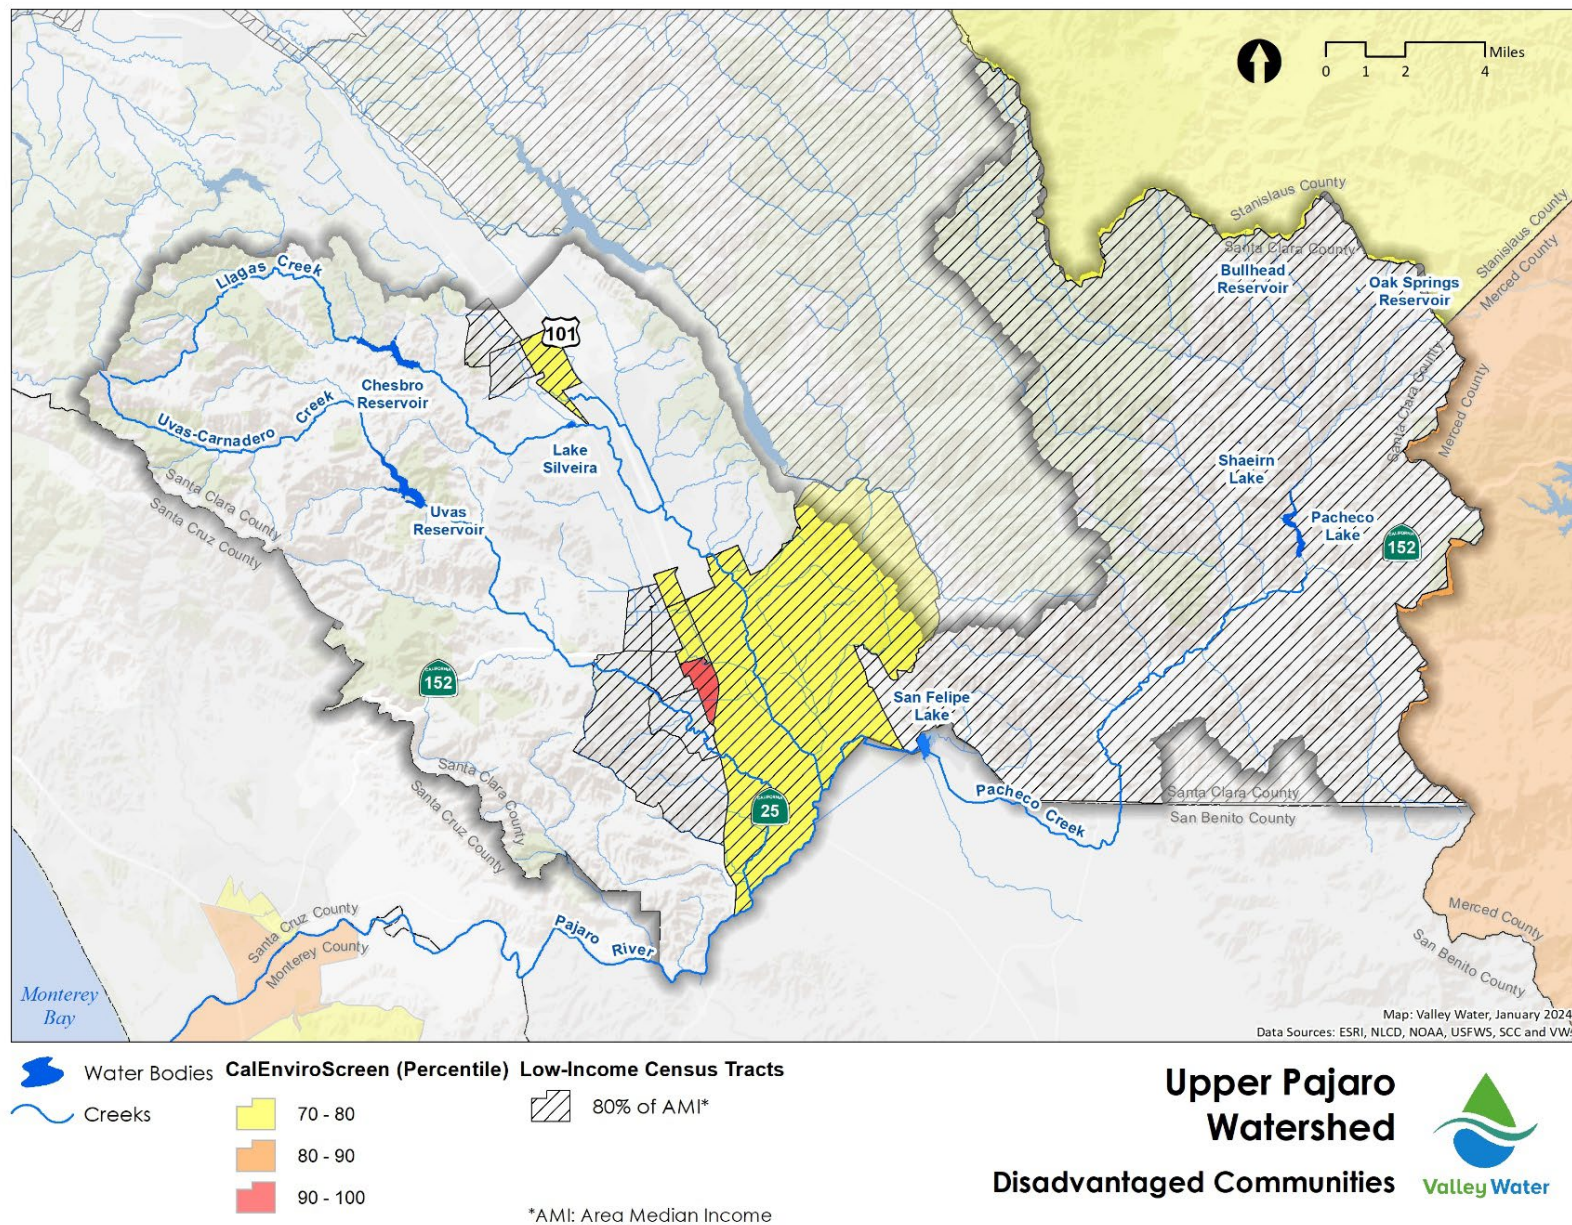 Miles
0 1 2 4
Stanislaus County
Santa Clara County
Stanislaus County
Merced County
Bullhead
Reservoir
Oak Springs
Reservoir
Llagas Creek
101
Chesbro
Reservoir
Uvas-Carnadero Creek
Santa Clara County
Merced County
Lake
Silveira
Shaeirn
Lake
Santa Clara County
Santa Cruz County
Uvas
Reservoir
Pacheco
Lake
CALIFORNIA
152
CALIFORNIA
152
San Felipe
Lake
Santa Clara County
Santa Cruz County
CALIFORNIA
25
Pacheco Creek
Santa Clara County
San Benito County
Santa Cruz County
Monterey County
Pajaro River
Merced County
San Benito County
Monterey
Bay
Map: Valley Water, January 2024
Data Sources: ESRI, NLCD, NOAA, USFWS, SCC and VW
Water Bodies
Creeks
CalEnviroScreen (Percentile)
70 - 80
80 - 90
90 - 100
Low-Income Census Tracts
80% of AMI*
*AMI: Area Median Income
Upper Pajaro
Watershed
Disadvantaged Communities
Valley Water